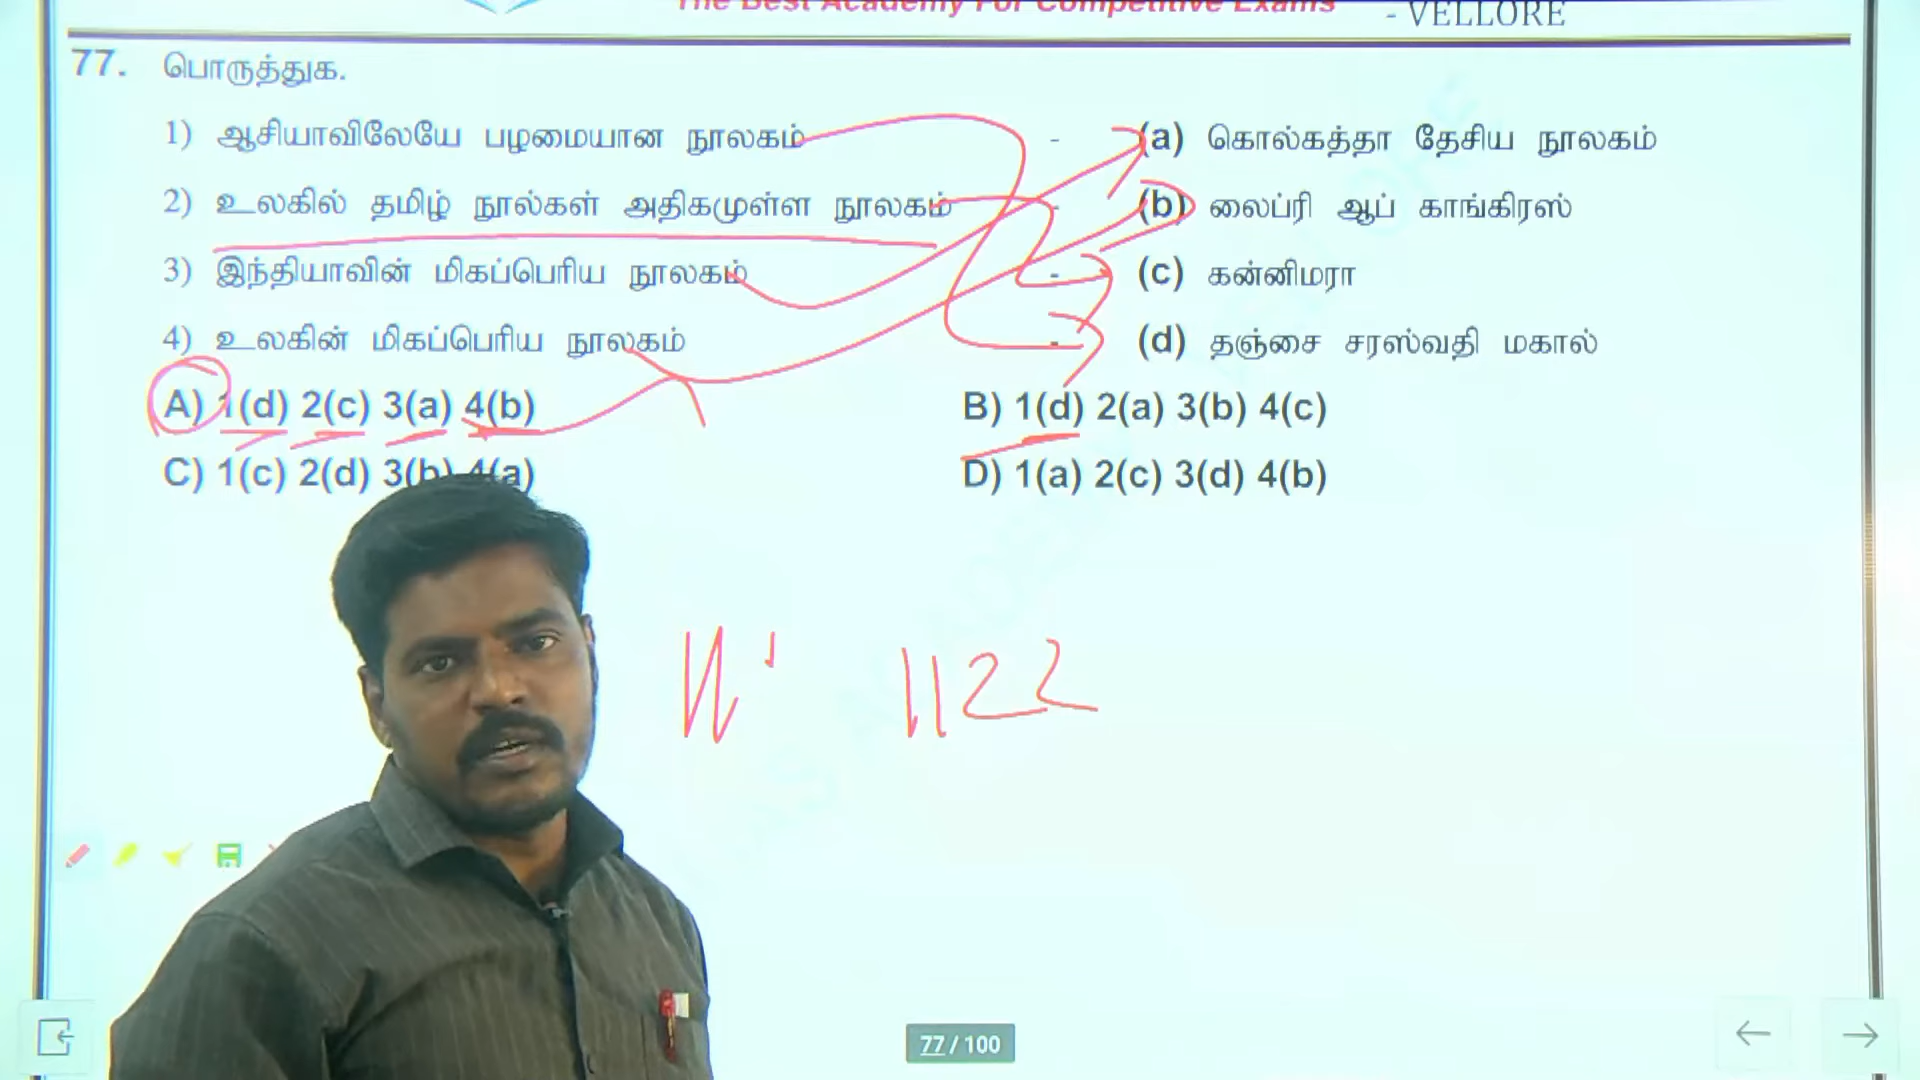 The Best Academy For Competitive Exams
- VELLORE
77. பொருத்துக.
1) ஆசியாவிலேயே பழமையான நூலகம் - (a) கொல்கத்தா தேசிய நூலகம்
2) உலகில் தமிழ் நூல்கள் அதிகமுள்ள நூலகம் - (b) லைப்ரி ஆப் காங்கிரஸ்
3) இந்தியாவின் மிகப்பெரிய நூலகம் - (c) கன்னிமரா
4) உலகின் மிகப்பெரிய நூலகம் - (d) தஞ்சை சரஸ்வதி மகால்
A) 1(d) 2(c) 3(a) 4(b) B) 1(d) 2(a) 3(b) 4(c)
C) 1(c) 2(d) 3(b) 4(a) D) 1(a) 2(c) 3(d) 4(b)
1122
77 / 100